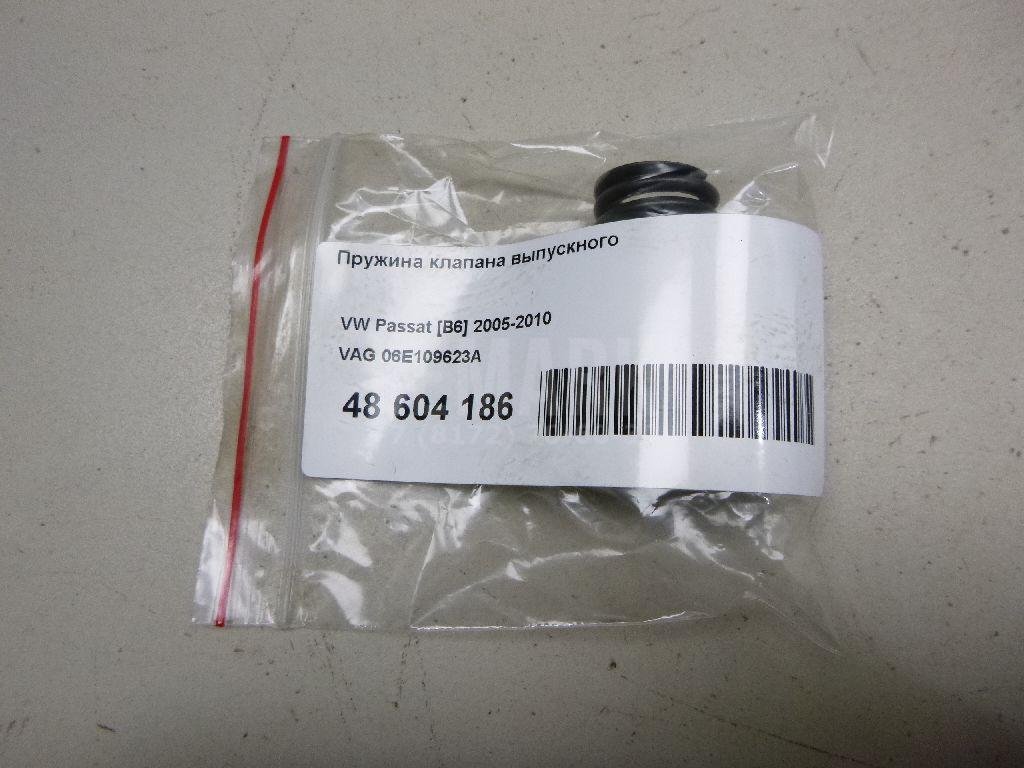 Пружина клапана выпускного
VW Passat [B6] 2005-2010
VAG 06E109623A
48 604 186